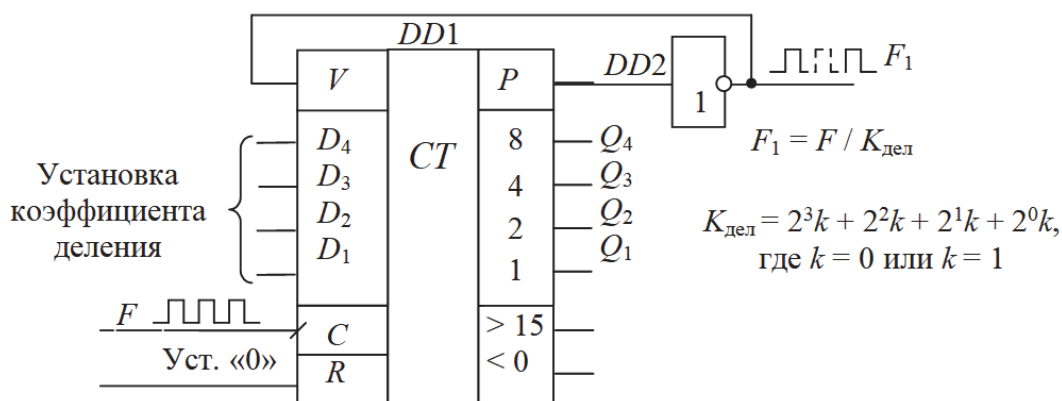 DD1
V
P
DD2
1
F₁
D₄
D₃
D₂
D₁
CT
8
4
2
1
Q₄
Q₃
Q₂
Q₁
Установка
коэффициента
деления
F₁ = F / Kдел
Kдел = 2³k + 2²k + 2¹k + 2⁰k,
где k = 0 или k = 1
F
C
> 15
< 0
Уст. «0»
R